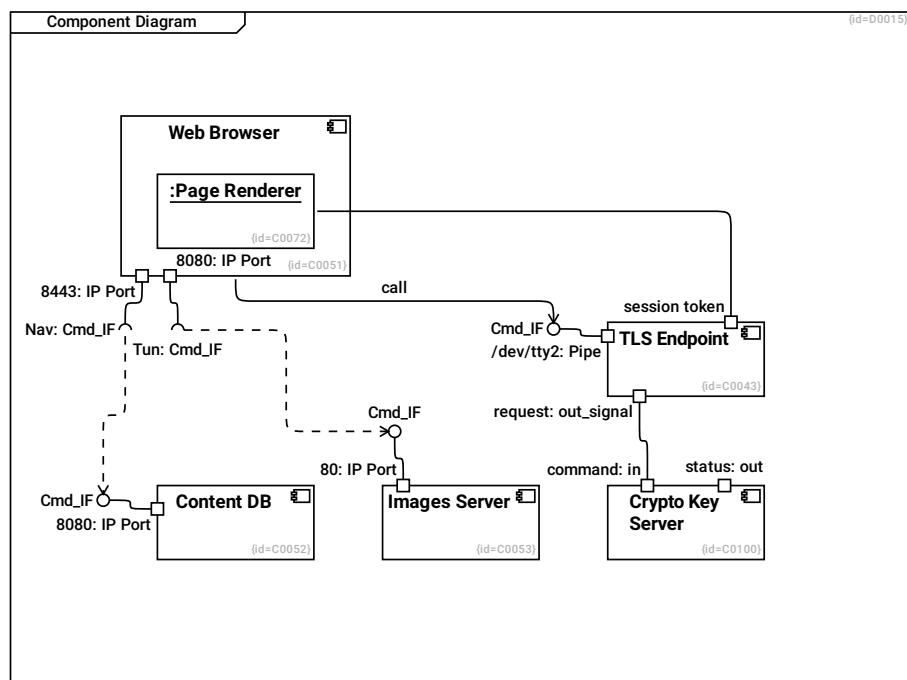 Component Diagram
{id=D0015}
Web Browser
:Page Renderer
{id=C0072}
8080: IP Port
{id=C0051}
8443: IP Port
call
session token
Nav: Cmd_IF
Tun: Cmd_IF
Cmd_IF
TLS Endpoint
/dev/tty2: Pipe
{id=C0043}
request: out_signal
Cmd_IF
80: IP Port
command: in
status: out
Cmd_IF
8080: IP Port
Content DB
{id=C0052}
Images Server
{id=C0053}
Crypto Key
Server
{id=C0100}